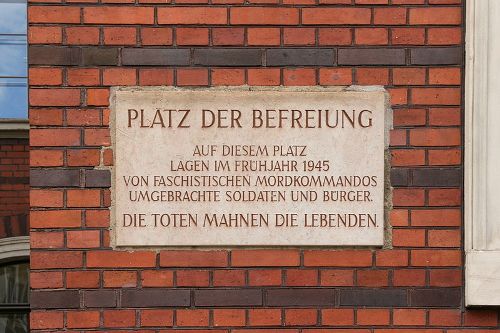 PLATZ DER BEFREIUNG
AUF DIESEM PLATZ
LAGEN IM FRÜHJAHR 1945
VON FASCHISTISCHEN MORDKOMMANDOS
UMGEBRACHTE SOLDATEN UND BÜRGER.
DIE TOTEN MAHNEN DIE LEBENDEN.